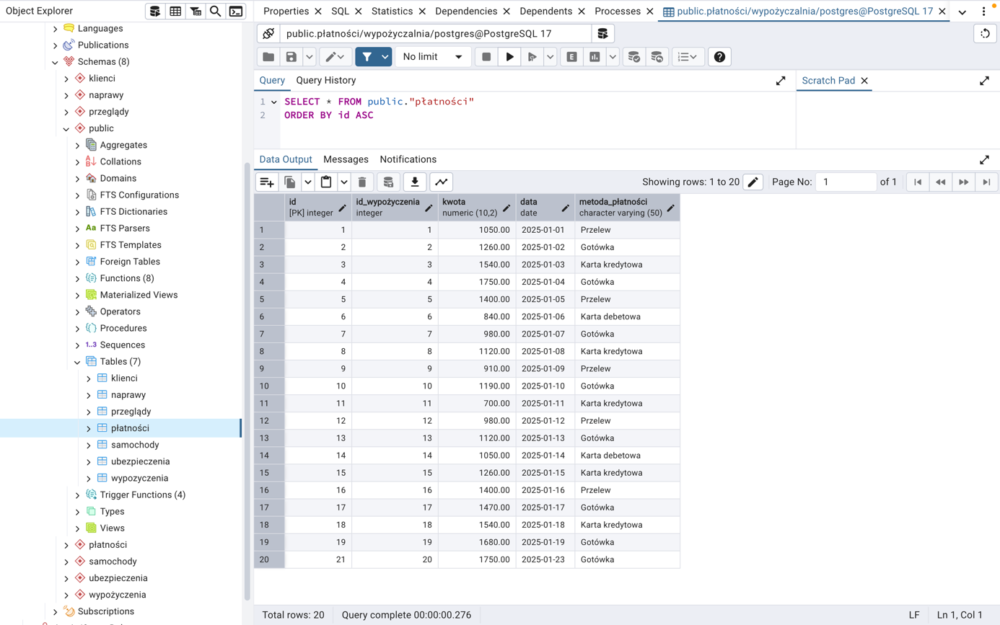 Object Explorer
Languages
Publications
Schemas (8)
klienci
naprawy
przeglądy
public
Aggregates
Collations
Domains
FTS Configurations
FTS Dictionaries
Aa FTS Parsers
FTS Templates
Foreign Tables
Functions (8)
Materialized Views
Operators
Procedures
1..3 Sequences
Tables (7)
klienci
naprawy
przeglądy
płatności
samochody
ubezpieczenia
wypozyczenia
Trigger Functions (4)
Types
Views
płatności
samochody
ubezpieczenia
wypożyczenia
Subscriptions
Properties SQL Statistics Dependencies Dependents Processes public.płatności/wypożyczalnia/postgres@PostgreSQL 17
public.płatności/wypożyczalnia/postgres@PostgreSQL 17
No limit E
Query Query History Scratch Pad
1 SELECT * FROM public."płatności"
2 ORDER BY id ASC
Data Output Messages Notifications
Showing rows: 1 to 20 Page No: 1 of 1
id id_wypożyczenia kwota data metoda_płatności
[PK] integer integer numeric (10,2) date character varying (50)
1 1 1 1050.00 2025-01-01 Przelew
2 2 2 1260.00 2025-01-02 Gotówka
3 3 3 1540.00 2025-01-03 Karta kredytowa
4 4 4 1750.00 2025-01-04 Gotówka
5 5 5 1400.00 2025-01-05 Przelew
6 6 6 840.00 2025-01-06 Karta debetowa
7 7 7 980.00 2025-01-07 Gotówka
8 8 8 1120.00 2025-01-08 Karta kredytowa
9 9 9 910.00 2025-01-09 Przelew
10 10 10 1190.00 2025-01-10 Gotówka
11 11 11 700.00 2025-01-11 Karta kredytowa
12 12 12 980.00 2025-01-12 Przelew
13 13 13 1120.00 2025-01-13 Gotówka
14 14 14 1050.00 2025-01-14 Karta debetowa
15 15 15 1260.00 2025-01-15 Karta kredytowa
16 16 16 1400.00 2025-01-16 Przelew
17 17 17 1470.00 2025-01-17 Gotówka
18 18 18 1540.00 2025-01-18 Karta kredytowa
19 19 19 1680.00 2025-01-19 Gotówka
20 21 20 1750.00 2025-01-23 Gotówka
Total rows: 20 Query complete 00:00:00.276 LF Ln 1, Col 1